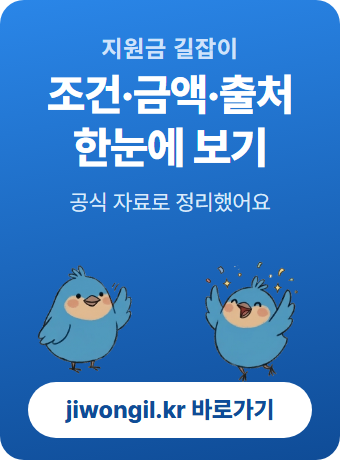 지원금 길잡이
조건·금액·출처
한눈에 보기
공식 자료로 정리했어요
jiwongil.kr 바로가기